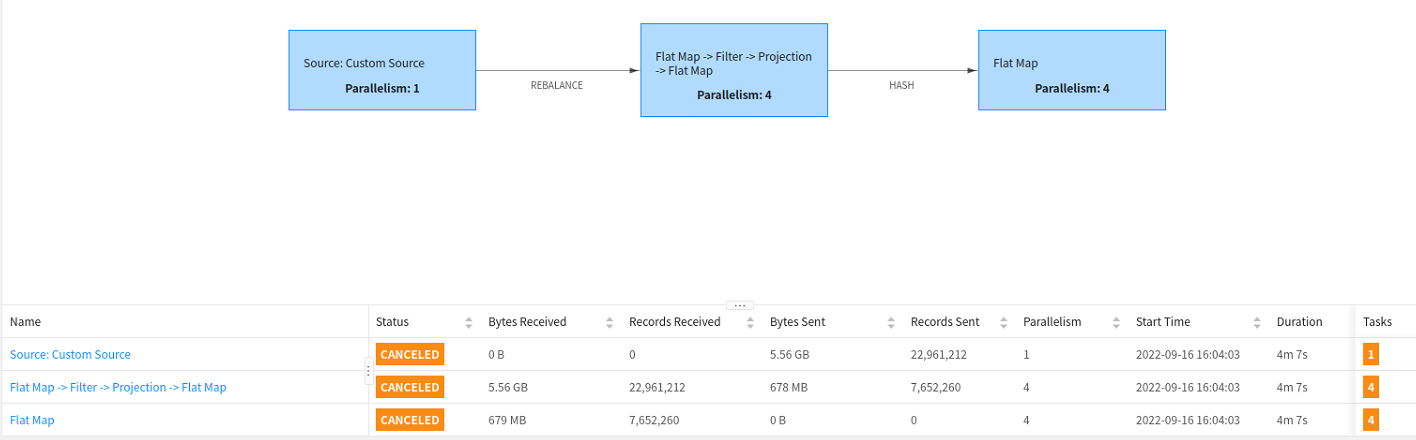 Source: Custom Source
Parallelism: 1
REBALANCE
Flat Map -> Filter -> Projection
-> Flat Map
Parallelism: 4
HASH
Flat Map
Parallelism: 4
Name Status Bytes Received Records Received Bytes Sent Records Sent Parallelism Start Time Duration Tasks
Source: Custom Source CANCELED 0 B 0 5.56 GB 22,961,212 1 2022-09-16 16:04:03 4m 7s 1
Flat Map -> Filter -> Projection -> Flat Map CANCELED 5.56 GB 22,961,212 678 MB 7,652,260 4 2022-09-16 16:04:03 4m 7s 4
Flat Map CANCELED 679 MB 7,652,260 0 B 0 4 2022-09-16 16:04:03 4m 7s 4